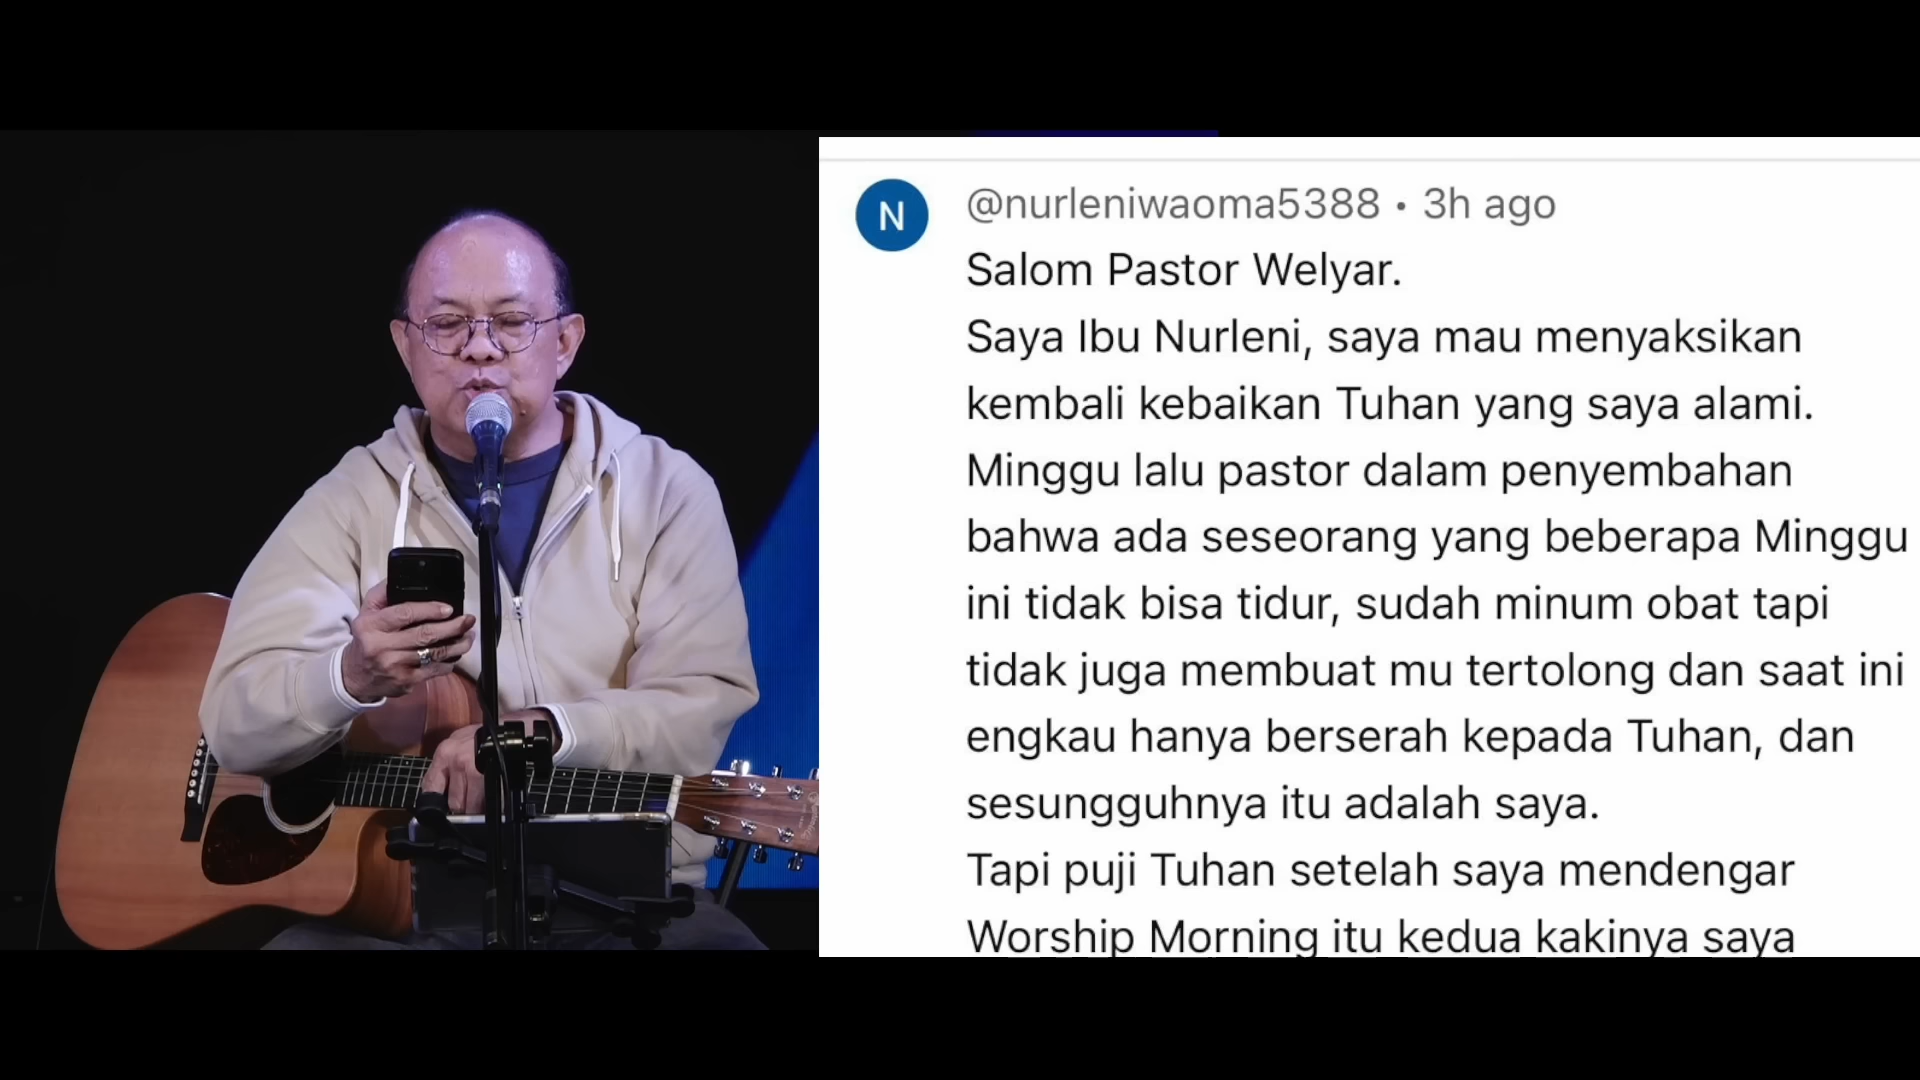 N
@nurleniwaoma5388 • 3h ago
Salom Pastor Welyar.
Saya Ibu Nurleni, saya mau menyaksikan
kembali kebaikan Tuhan yang saya alami.
Minggu lalu pastor dalam penyembahan
bahwa ada seseorang yang beberapa Minggu
ini tidak bisa tidur, sudah minum obat tapi
tidak juga membuat mu tertolong dan saat ini
engkau hanya berserah kepada Tuhan, dan
sesungguhnya itu adalah saya.
Tapi puji Tuhan setelah saya mendengar
Worship Morning itu kedua kakinya saya